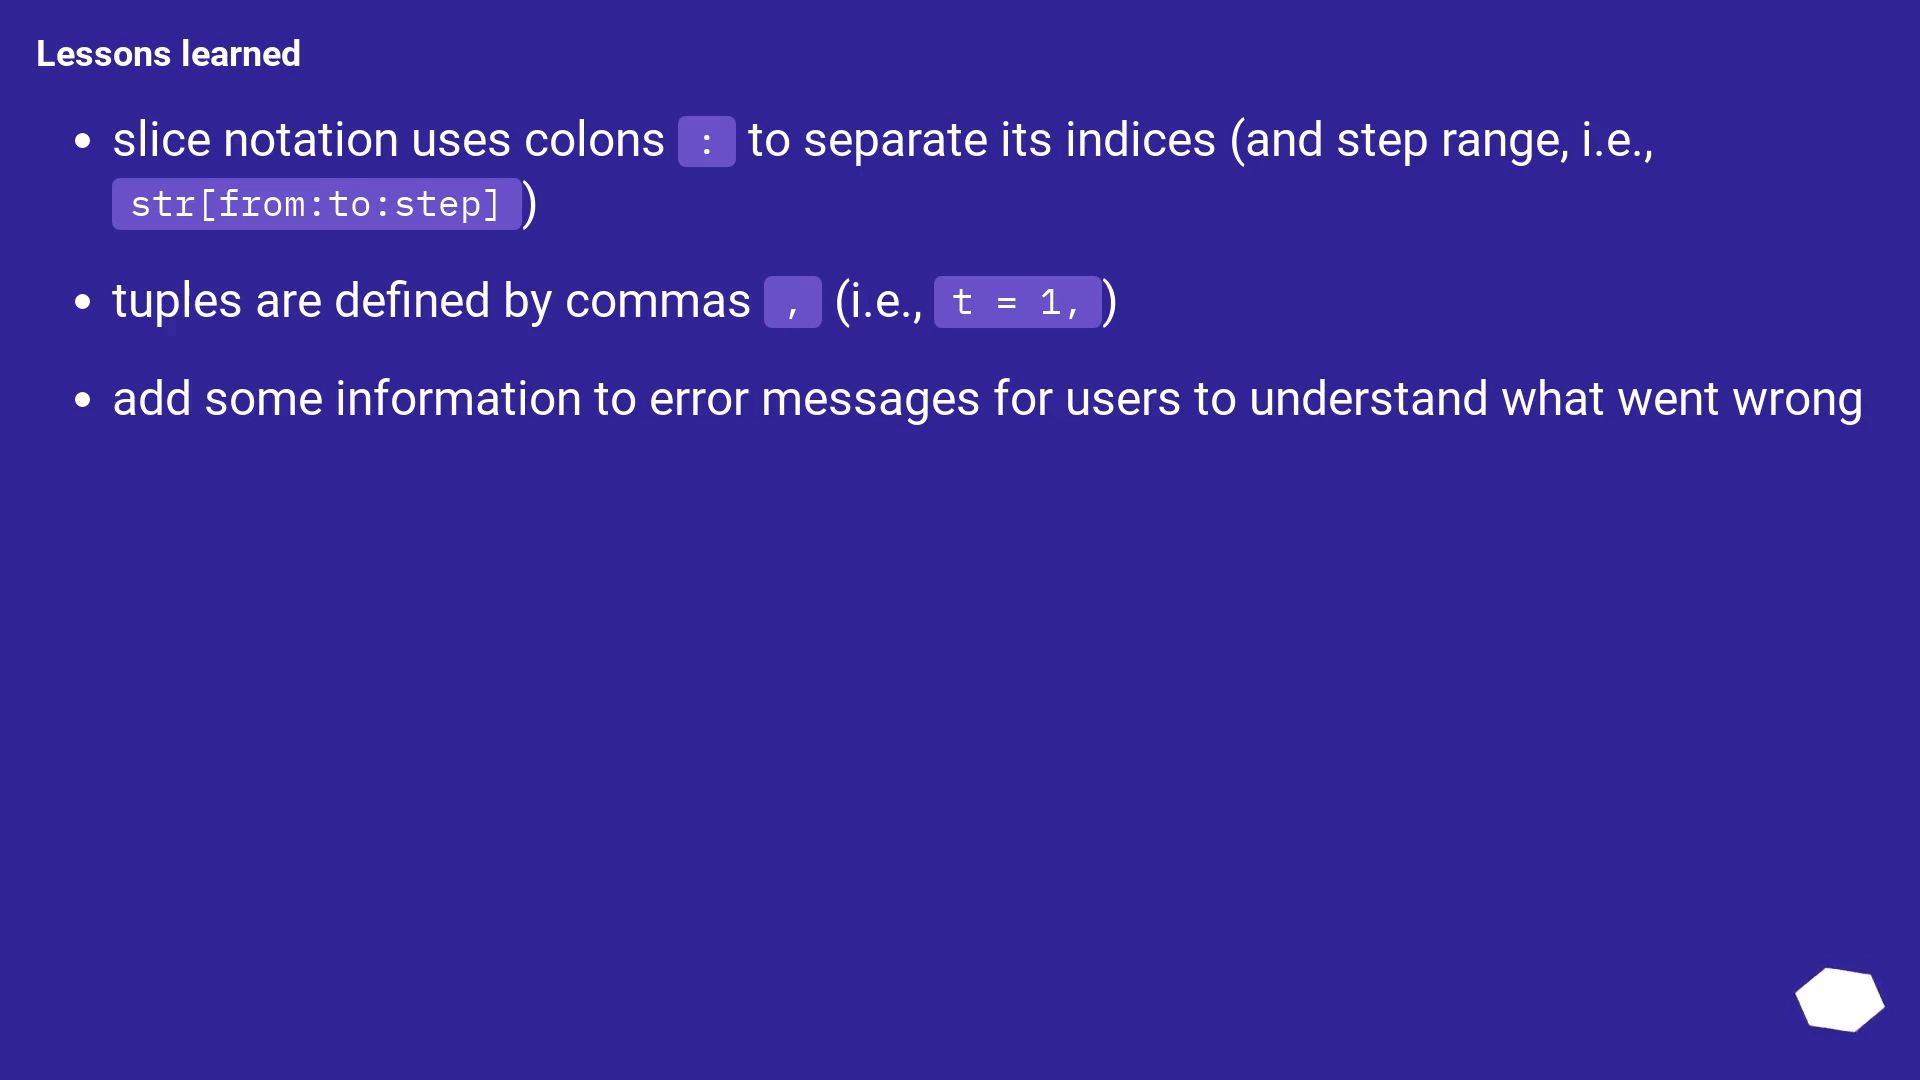 Lessons learned
• slice notation uses colons : to separate its indices (and step range, i.e.,
str[from:to:step])
• tuples are defined by commas , (i.e., t = 1,)
• add some information to error messages for users to understand what went wrong